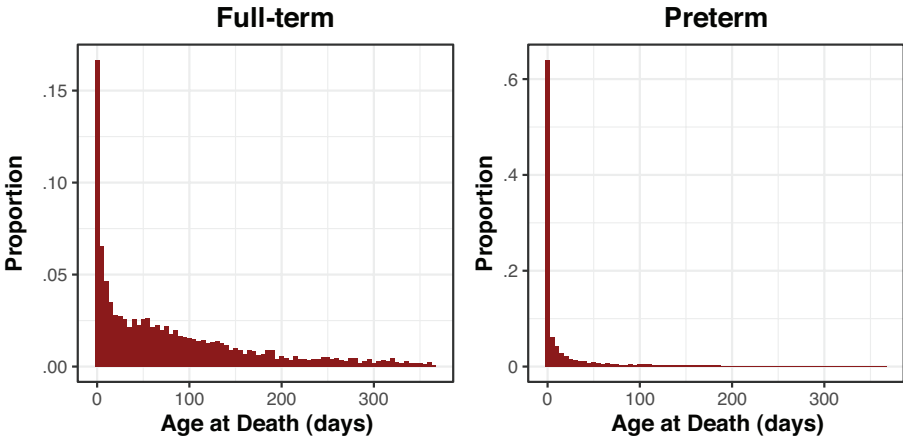 Full-term
Preterm
Proportion
.15
.10
.05
.00
0
100
200
300
Age at Death (days)
Proportion
.6
.4
.2
0
0
100
200
300
Age at Death (days)